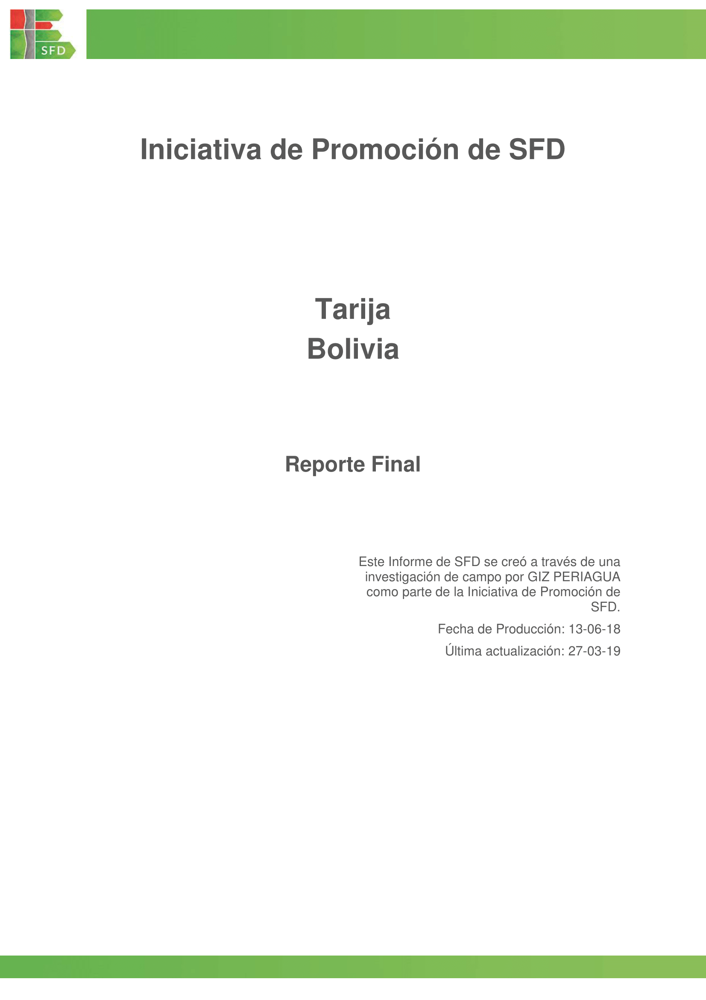 SFD
Iniciativa de Promoción de SFD
Tarija
Bolivia
Reporte Final
Este Informe de SFD se creó a través de una
investigación de campo por GIZ PERIAGUA
como parte de la Iniciativa de Promoción de
SFD.
Fecha de Producción: 13-06-18
Última actualización: 27-03-19